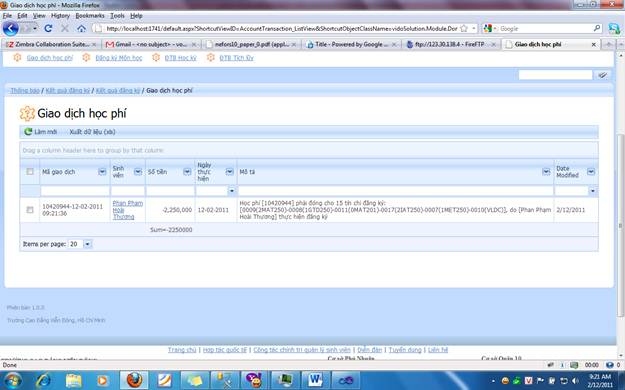 Giao dịch học phí - Mozilla Firefox
File Edit View History Bookmarks Tools Help
http://localhost:1741/default.aspx?ShortcutViewID=AccountTransaction_ListView&ShortcutObjectClassName=vidoSolution.Module.Dor
Google
Zimbra Collaboration Suite... Gmail - <no subject> - vo... nefons10_paper_0.pdf (appl... Title - Powered by Google ... ftp://123.30.138.4 - FireFTP Giao dịch học phí
Giao dịch học phí Đăng ký Môn học ĐTB Học kỳ ĐTB Tích lũy
Thông báo / Kết quả đăng ký / Kết quả đăng ký / Giao dịch học phí
Giao dịch học phí
Làm mới Xuất dữ liệu (xls)
Drag a column header here to group by that column.
Mã giao dịch Sinh viên Số tiền Ngày thực hiện Mô tả Date Modified
10420944-12-02-2011 09:21:36 Phan Phạm Hoài Thương -2,250,000 12-02-2011 Học phí [10420944] phải đóng cho 15 tín chỉ đăng ký: [0009(2MAT250)-0008(1GTD250)-0011(0MAT201)-0017(2IAT250)-0007(1MET250)-0010(VLDC)], do [Phan Phạm Hoài Thương] thực hiện đăng ký 2/12/2011
Sum=-2250000
Items per page: 20
Phiên bản 1.0.0
Trường Cao Đẳng Viễn Đông, Hồ Chí Minh
Trang chủ | Hợp tác quốc tế | Công tác chính trị quản lý sinh viên | Diễn đàn | Tuyển dụng | Liên hệ
Cơ sở Phú Nhuận Cơ sở Quận 10
Done
00:00
9:21 AM
2/12/2011